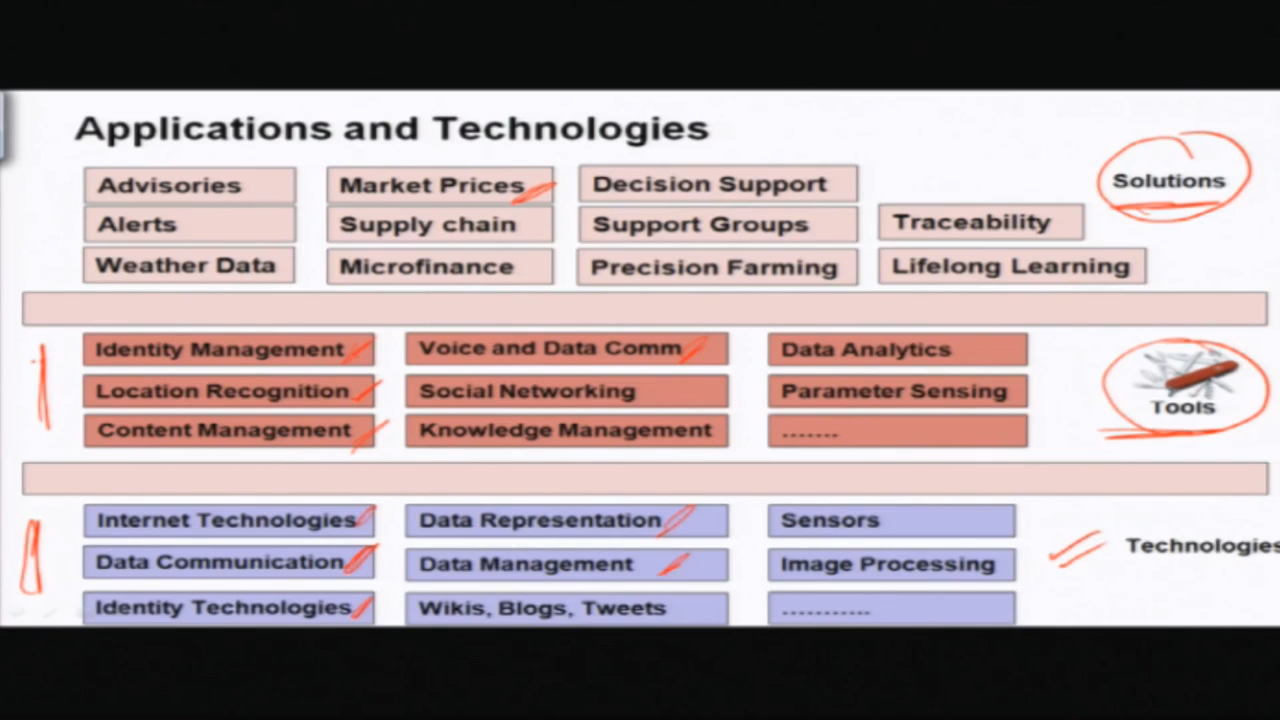 Applications and Technologies
Advisories Market Prices Decision Support Solutions
Alerts Supply chain Support Groups Traceability
Weather Data Microfinance Precision Farming Lifelong Learning
Identity Management Voice and Data Comm Data Analytics
Location Recognition Social Networking Parameter Sensing Tools
Content Management Knowledge Management .......
Internet Technologies Data Representation Sensors
Data Communication Data Management Image Processing Technologies
Identity Technologies Wikis, Blogs, Tweets ...........